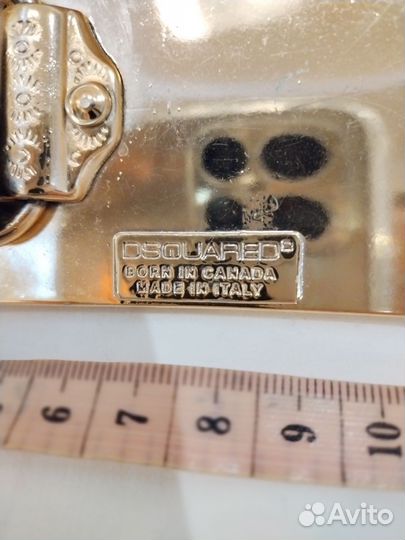 DSQUARED2
BORN IN CANADA
MADE IN ITALY
6 7 8 9 10
Avito